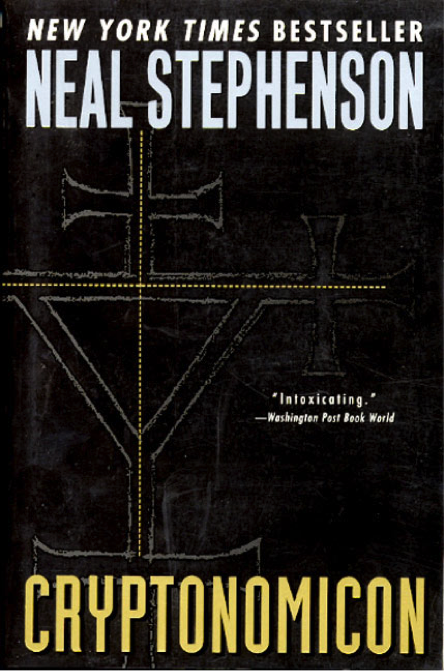 NEW YORK TIMES BESTSELLER
NEAL STEPHENSON
"Intoxicating."
—Washington Post Book World
CRYPTONOMICON